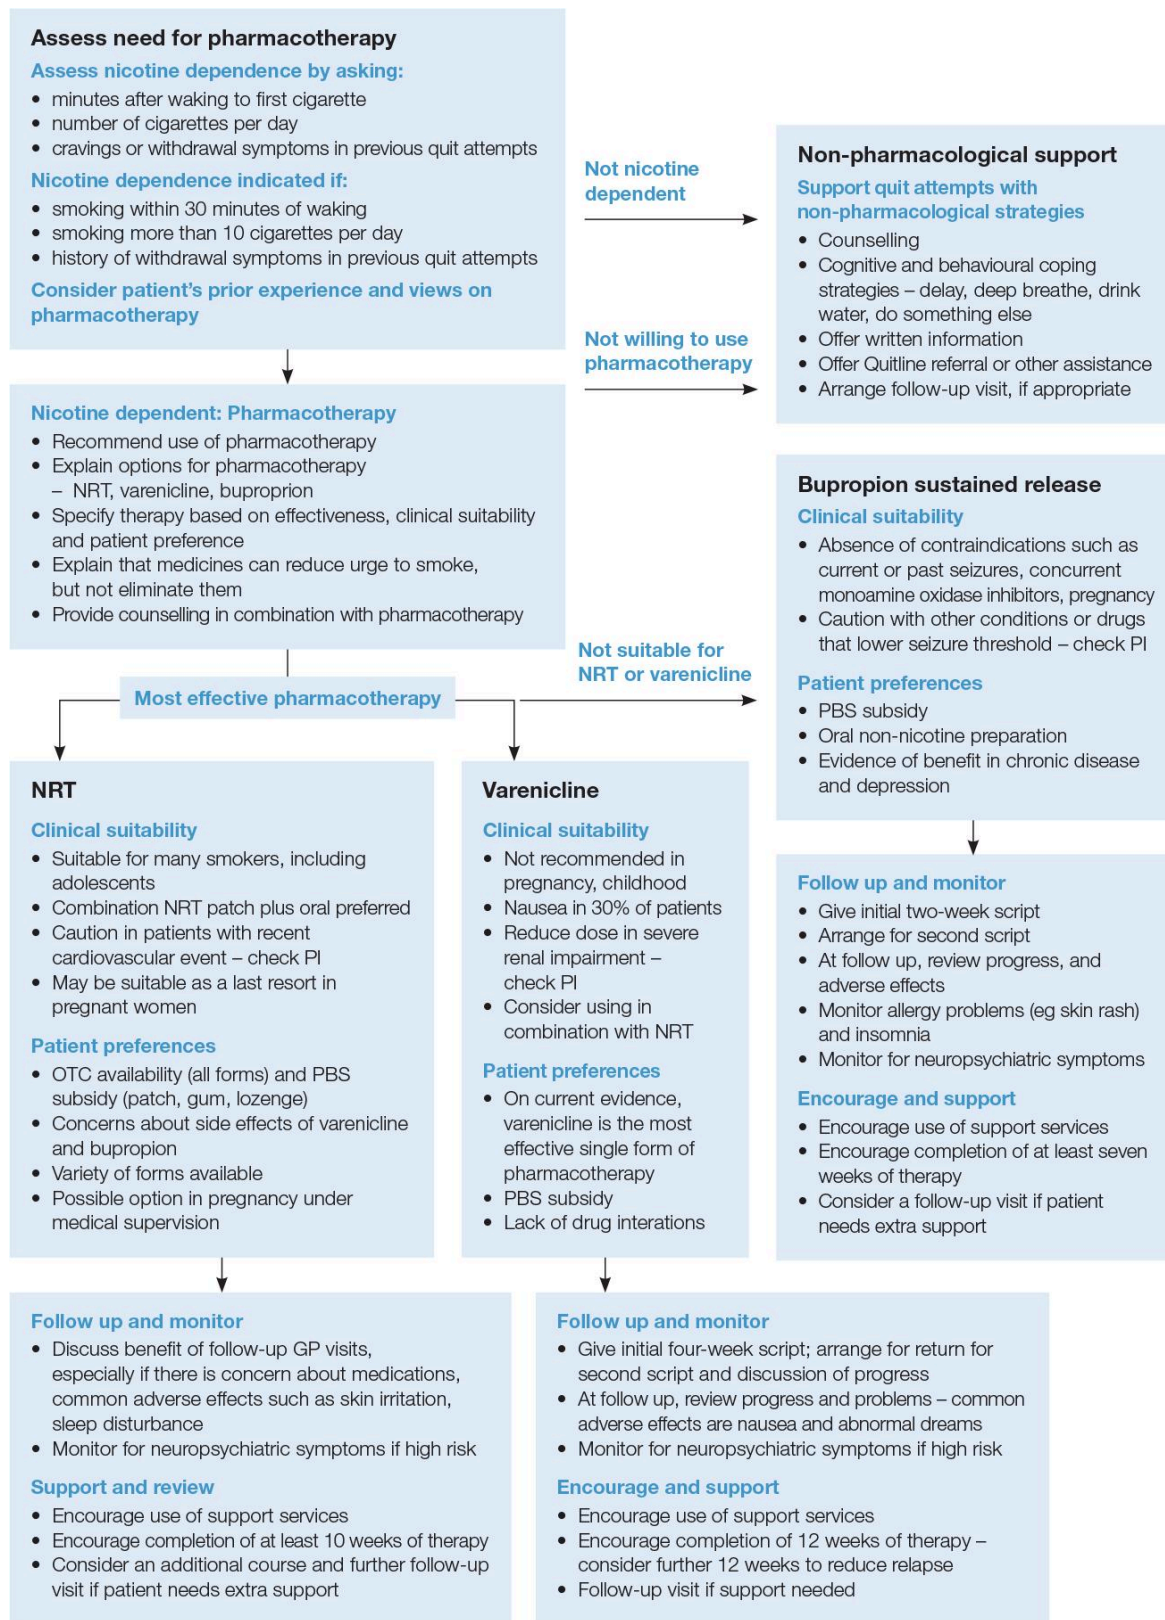 Assess need for pharmacotherapy
Assess nicotine dependence by asking:
• minutes after waking to first cigarette
• number of cigarettes per day
• cravings or withdrawal symptoms in previous quit attempts
Nicotine dependence indicated if:
• smoking within 30 minutes of waking
• smoking more than 10 cigarettes per day
• history of withdrawal symptoms in previous quit attempts
Consider patient's prior experience and views on
pharmacotherapy
Not nicotine
dependent
Not willing to use
pharmacotherapy
Non-pharmacological support
Support quit attempts with
non-pharmacological strategies
• Counselling
• Cognitive and behavioural coping
strategies – delay, deep breathe, drink
water, do something else
• Offer written information
• Offer Quitline referral or other assistance
• Arrange follow-up visit, if appropriate
Nicotine dependent: Pharmacotherapy
• Recommend use of pharmacotherapy
• Explain options for pharmacotherapy
– NRT, varenicline, buproprion
• Specify therapy based on effectiveness, clinical suitability
and patient preference
• Explain that medicines can reduce urge to smoke,
but not eliminate them
• Provide counselling in combination with pharmacotherapy
Most effective pharmacotherapy
Not suitable for
NRT or varenicline
Bupropion sustained release
Clinical suitability
• Absence of contraindications such as
current or past seizures, concurrent
monoamine oxidase inhibitors, pregnancy
• Caution with other conditions or drugs
that lower seizure threshold – check PI
Patient preferences
• PBS subsidy
• Oral non-nicotine preparation
• Evidence of benefit in chronic disease
and depression
Follow up and monitor
• Give initial two-week script
• Arrange for second script
• At follow up, review progress, and
adverse effects
• Monitor allergy problems (eg skin rash)
and insomnia
• Monitor for neuropsychiatric symptoms
Encourage and support
• Encourage use of support services
• Encourage completion of at least seven
weeks of therapy
• Consider a follow-up visit if patient
needs extra support
NRT
Clinical suitability
• Suitable for many smokers, including
adolescents
• Combination NRT patch plus oral preferred
• Caution in patients with recent
cardiovascular event – check PI
• May be suitable as a last resort in
pregnant women
Patient preferences
• OTC availability (all forms) and PBS
subsidy (patch, gum, lozenge)
• Concerns about side effects of varenicline
and bupropion
• Variety of forms available
• Possible option in pregnancy under
medical supervision
Varenicline
Clinical suitability
• Not recommended in
pregnancy, childhood
• Nausea in 30% of patients
• Reduce dose in severe
renal impairment –
check PI
• Consider using in
combination with NRT
Patient preferences
• On current evidence,
varenicline is the most
effective single form of
pharmacotherapy
• PBS subsidy
• Lack of drug interations
Follow up and monitor
• Discuss benefit of follow-up GP visits,
especially if there is concern about medications,
common adverse effects such as skin irritation,
sleep disturbance
• Monitor for neuropsychiatric symptoms if high risk
Support and review
• Encourage use of support services
• Encourage completion of at least 10 weeks of therapy
• Consider an additional course and further follow-up
visit if patient needs extra support
Follow up and monitor
• Give initial four-week script; arrange for return for
second script and discussion of progress
• At follow up, review progress and problems – common
adverse effects are nausea and abnormal dreams
• Monitor for neuropsychiatric symptoms if high risk
Encourage and support
• Encourage use of support services
• Encourage completion of 12 weeks of therapy –
consider further 12 weeks to reduce relapse
• Follow-up visit if support needed